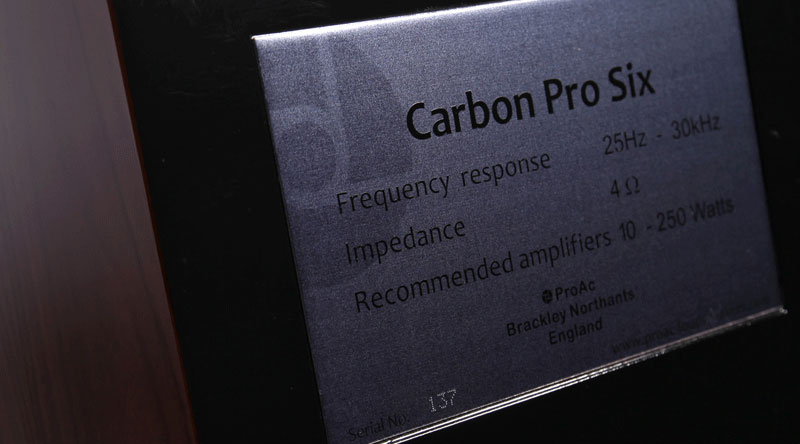 Carbon Pro Six
Frequency response 25Hz - 30kHz
Impedance 4 Ω
Recommended amplifiers 10 - 250 Watts
ProAc
Brackley Northants
England
Serial No. 137